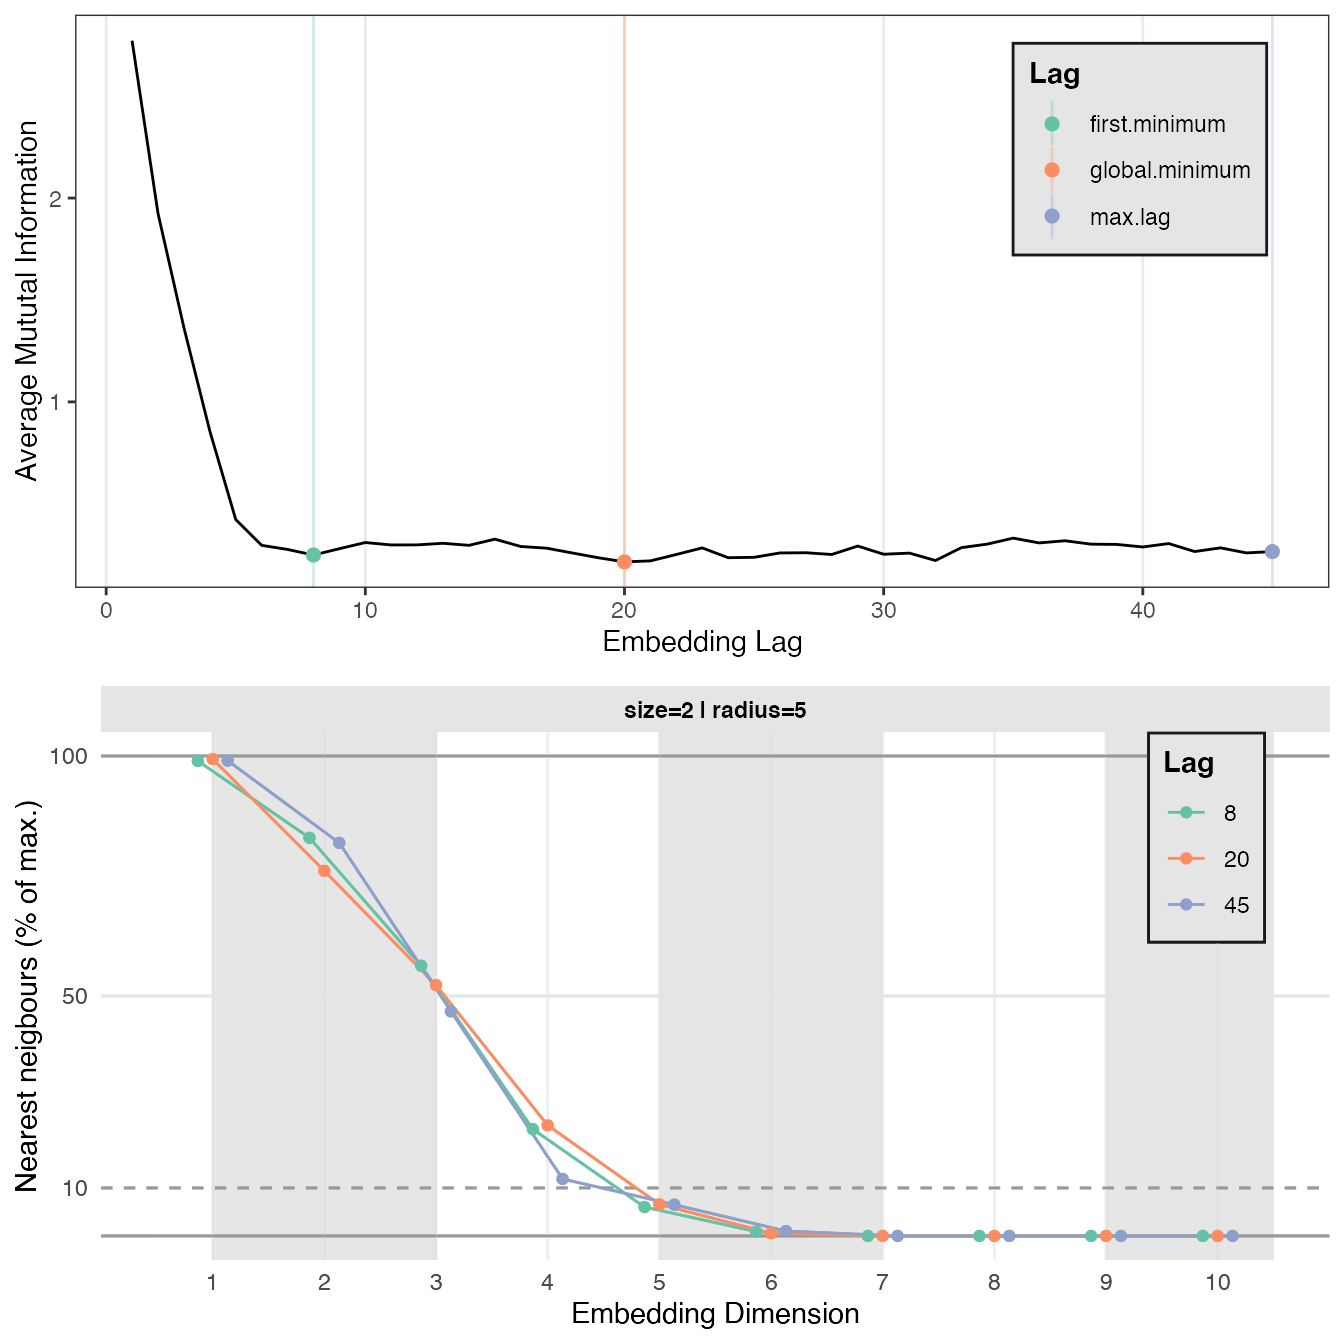 Average Mututal Information
2
1
Lag
first.minimum
global.minimum
max.lag
0 10 20 30 40
Embedding Lag
size=2 | radius=5
Nearest neigbours (% of max.)
100
50
10
Lag
8
20
45
1 2 3 4 5 6 7 8 9 10
Embedding Dimension